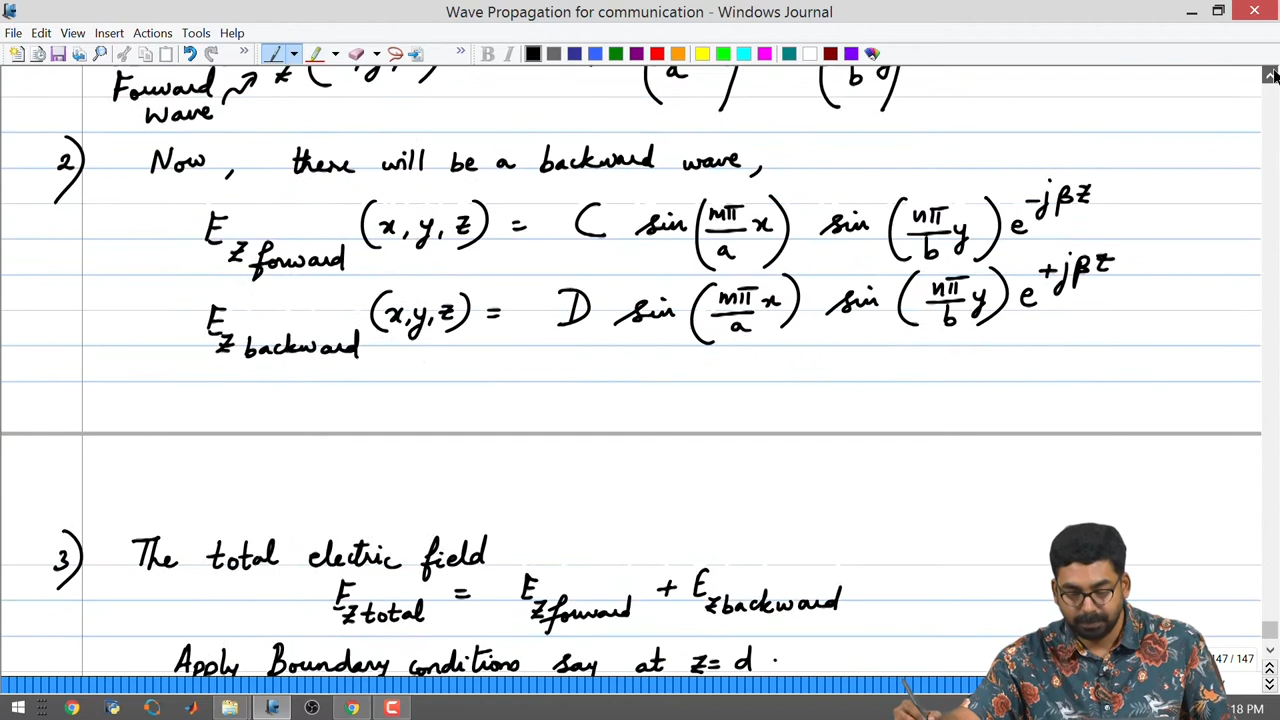 Wave Propagation for communication - Windows Journal
File Edit View Insert Actions Tools Help
Forward z
Wave
a b
2) Now, there will be a backward wave,
E z forward (x, y, z) = C sin(mπ/a x) sin(nπ/b y) e^-jβz
E z backward (x,y,z) = D sin(mπ/a x) sin(nπ/b y) e^+jβz
3) The total electric field
E z total = E z forward + E z backward
Apply Boundary conditions say at z=d .
147 / 147
18 PM